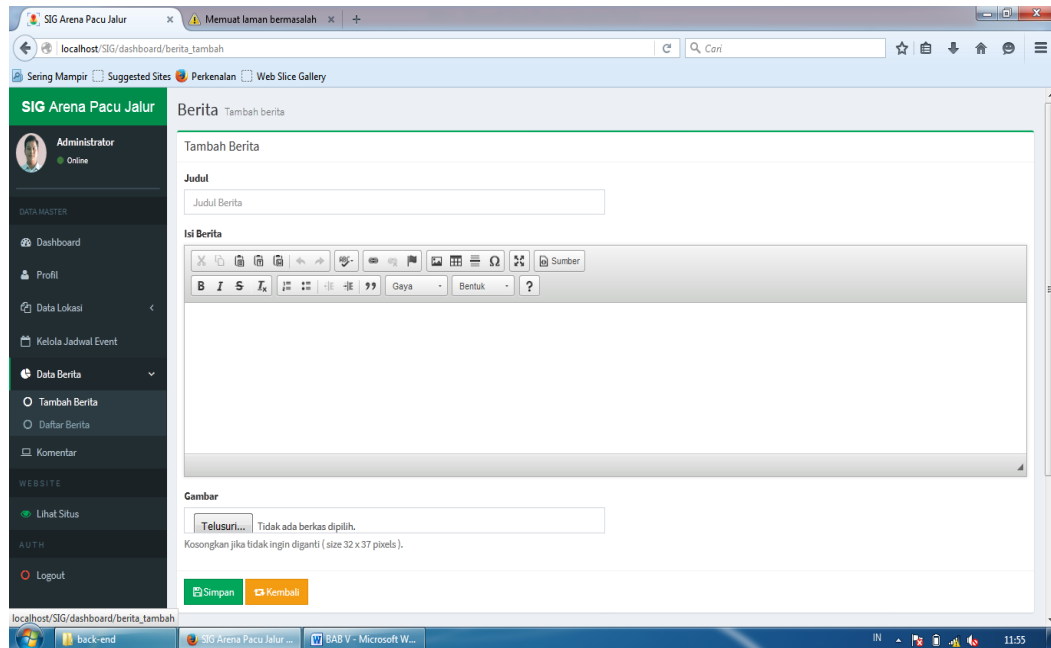 SIG Arena Pacu Jalur
Memuat laman bermasalah
localhost/SIG/dashboard/berita_tambah
Cari
Sering Mampir Suggested Sites Perkenalan Web Slice Gallery
SIG Arena Pacu Jalur
Berita Tambah berita
Administrator
Online
DATA MASTER
Dashboard
Profil
Data Lokasi
Kelola Jadwal Event
Data Berita
Tambah Berita
Daftar Berita
Komentar
WEBSITE
Lihat Situs
AUTH
Logout
Tambah Berita
Judul
Judul Berita
Isi Berita
Sumber
B I S Ix Gaya Bentuk ?
Gambar
Telusuri... Tidak ada berkas dipilih.
Kosongkan jika tidak ingin diganti ( size 32 x 37 pixels ).
Simpan Kembali
localhost/SIG/dashboard/berita_tambah
back-end SIG Arena Pacu Jalur ... BAB V - Microsoft W... IN 11:55